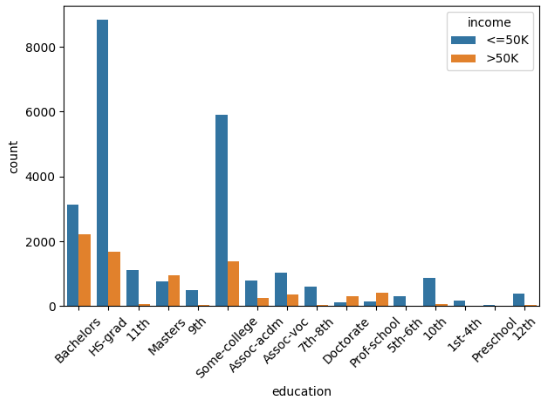 income
<=50K
>50K
8000
6000
4000
2000
0
count
Bachelors
HS-grad
11th
Masters
9th
Some-college
Assoc-acdm
Assoc-voc
7th-8th
Doctorate
Prof-school
5th-6th
10th
1st-4th
Preschool
12th
education